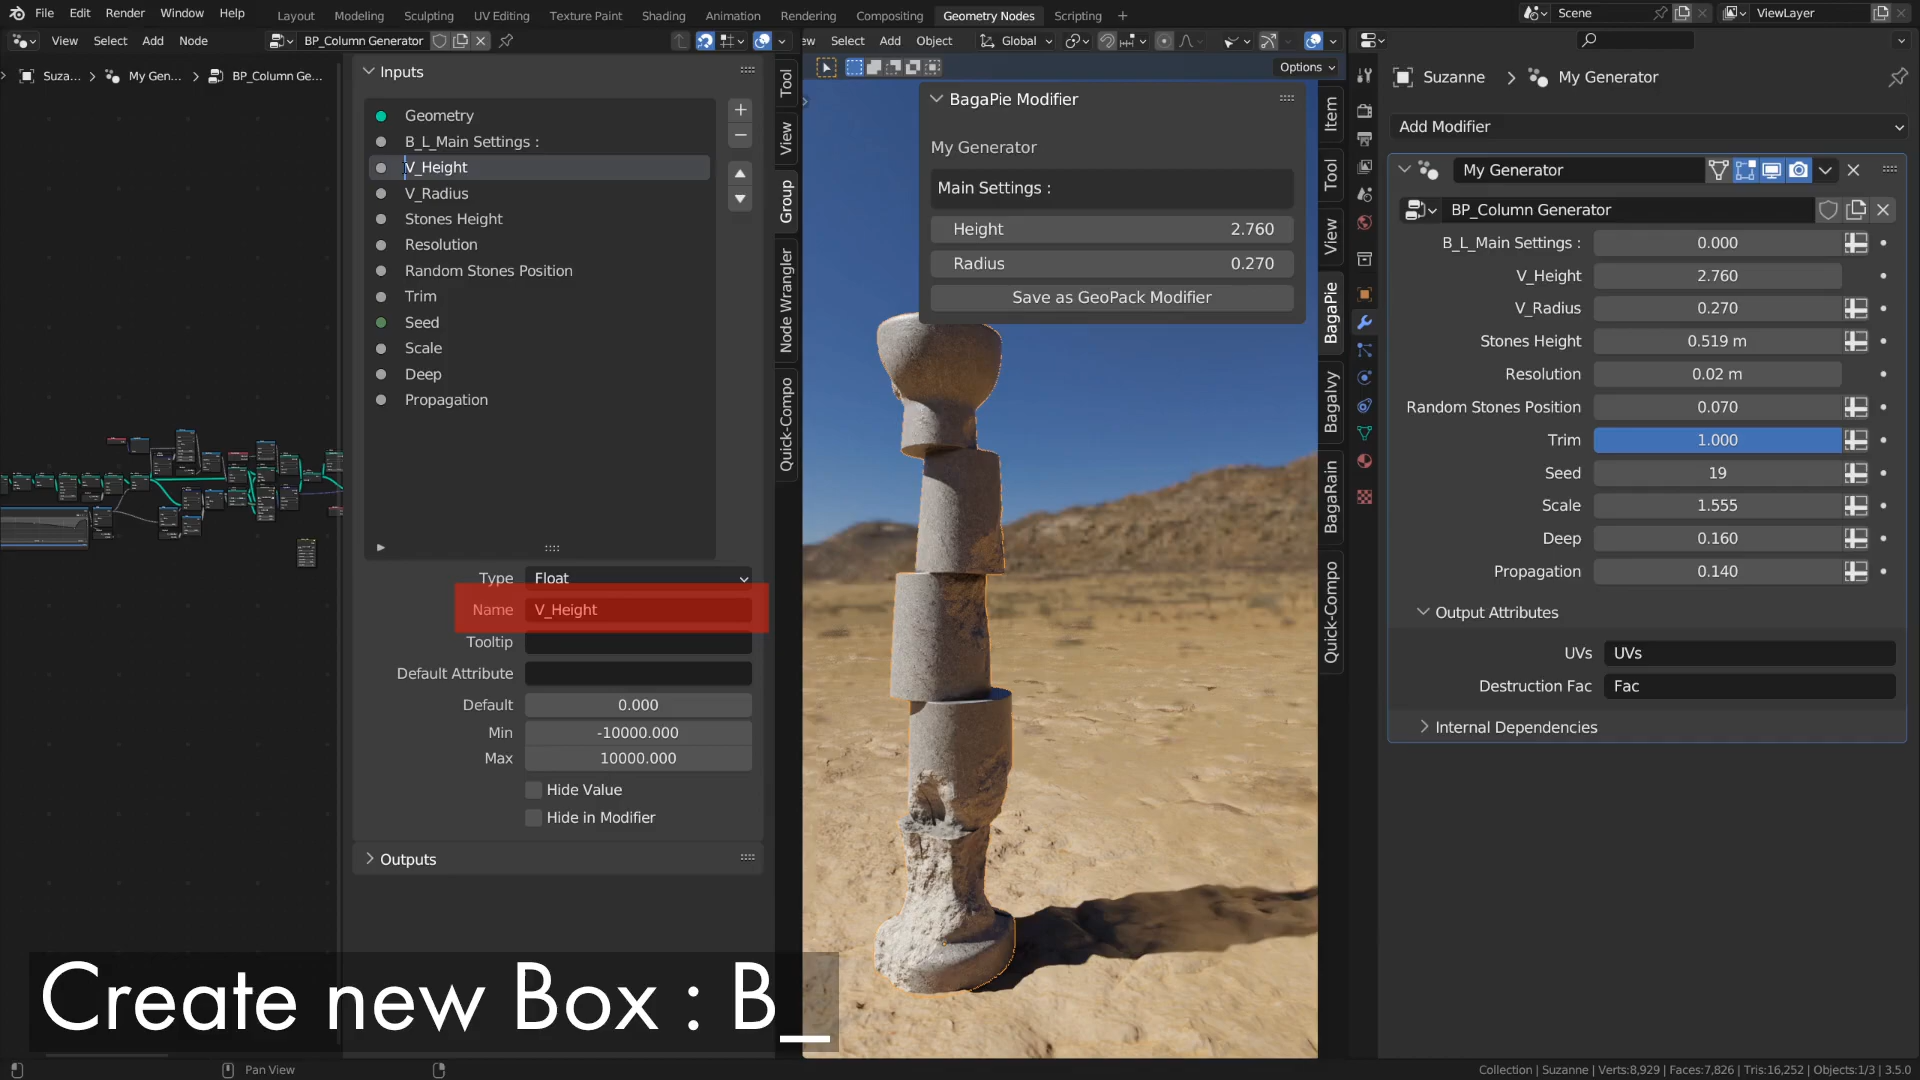 File Edit Render Window Help
Layout Modeling Sculpting UV Editing Texture Paint Shading Animation Rendering Compositing Geometry Nodes Scripting
Scene
ViewLayer
View Select Add Node
BP_Column Generator
ew Select Add Object
Global
Suza...
My Gen...
BP_Column Ge...
Inputs
Geometry
B_L_Main Settings :
V_Height
V_Radius
Stones Height
Resolution
Random Stones Position
Trim
Seed
Scale
Deep
Propagation
Type Float
Name V_Height
Tooltip
Default Attribute
Default 0.000
Min -10000.000
Max 10000.000
Hide Value
Hide in Modifier
Outputs
Tool
View
Group
Node Wrangler
Quick-Compo
Options
BagaPie Modifier
My Generator
Main Settings :
Height 2.760
Radius 0.270
Save as GeoPack Modifier
Item
Tool
View
BagaPie
BagaIvy
BagaRain
Quick-Compo
Suzanne
My Generator
Add Modifier
My Generator
BP_Column Generator
B_L_Main Settings : 0.000
V_Height 2.760
V_Radius 0.270
Stones Height 0.519 m
Resolution 0.02 m
Random Stones Position 0.070
Trim 1.000
Seed 19
Scale 1.555
Deep 0.160
Propagation 0.140
Output Attributes
UVs UVs
Destruction Fac Fac
Internal Dependencies
Create new Box : B_
Pan View
Collection | Suzanne | Verts:8,929 | Faces:7,826 | Tris:16,252 | Objects:1/3 | 3.5.0